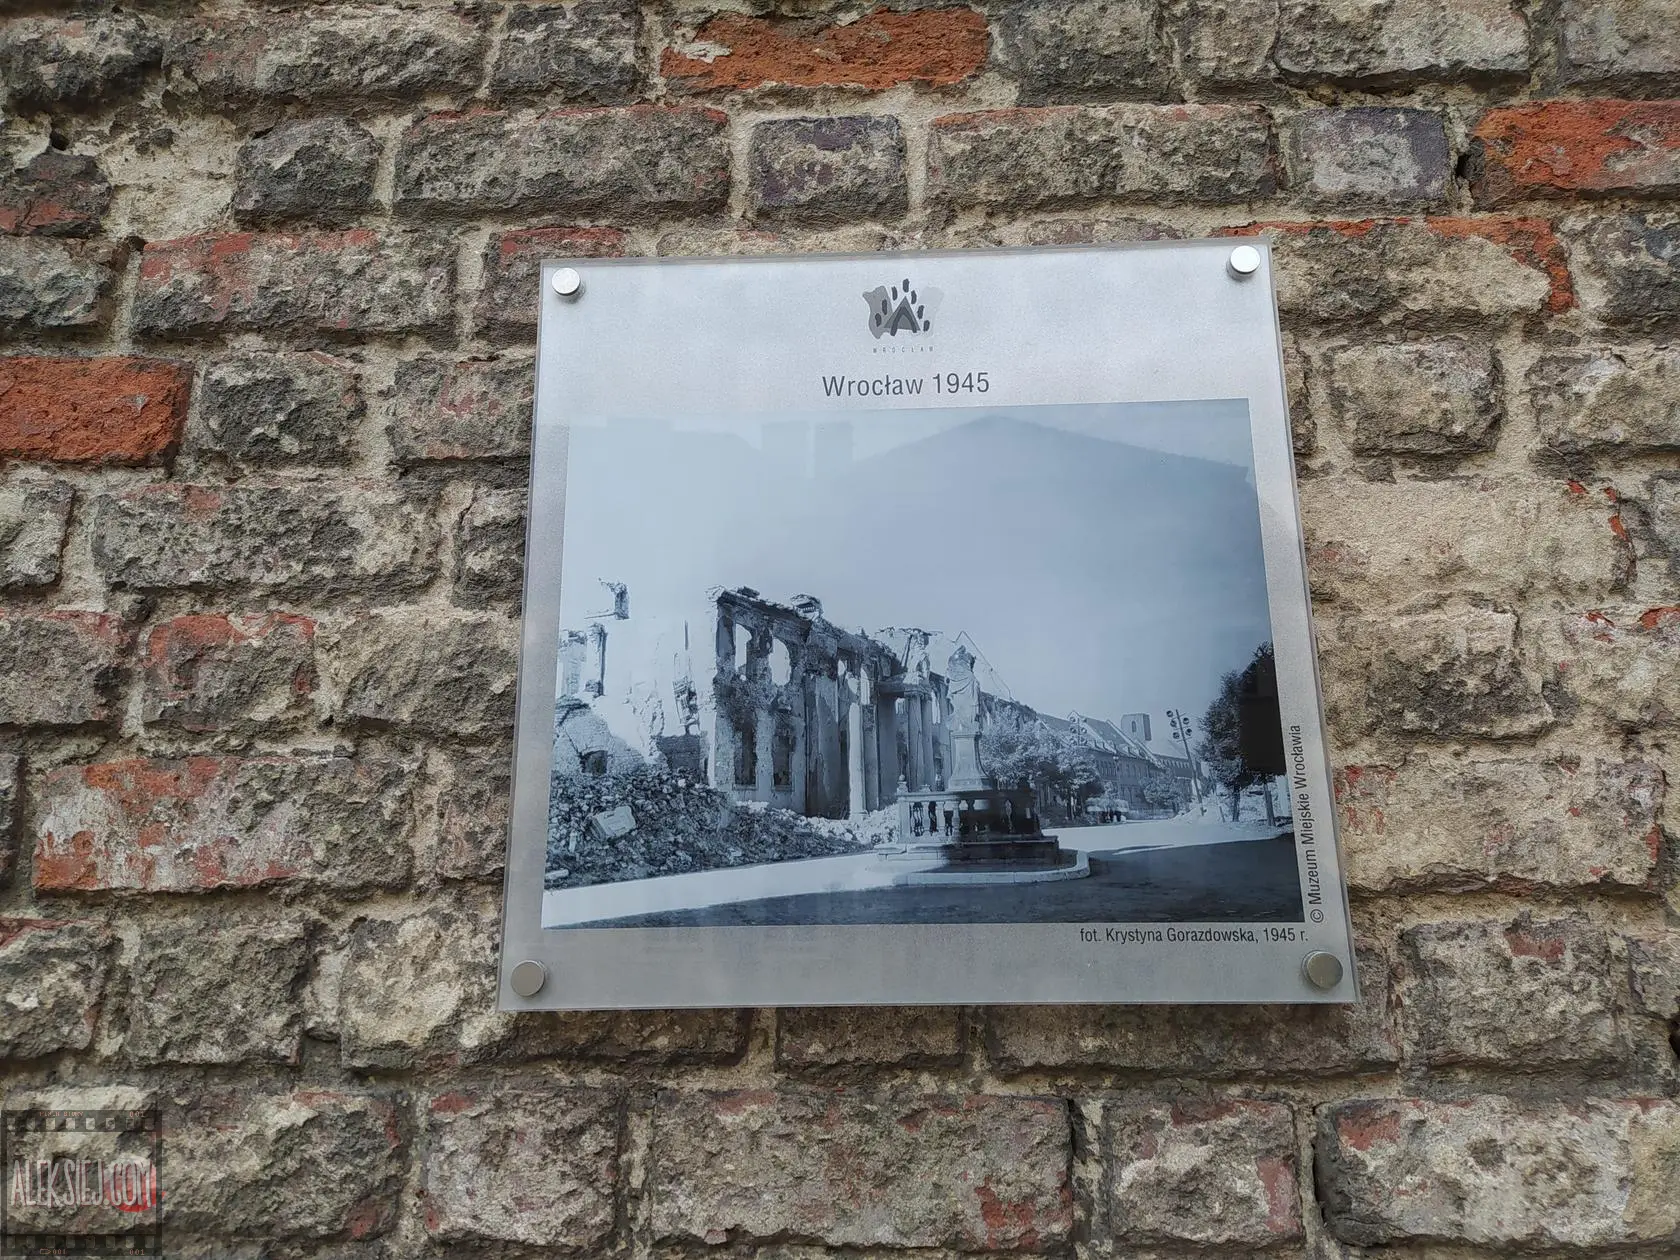 WROCŁAW
Wrocław 1945
© Muzeum Miejskie Wrocławia
fot. Krystyna Gorazdowska, 1945 r.
ALEKSIEJ.COM